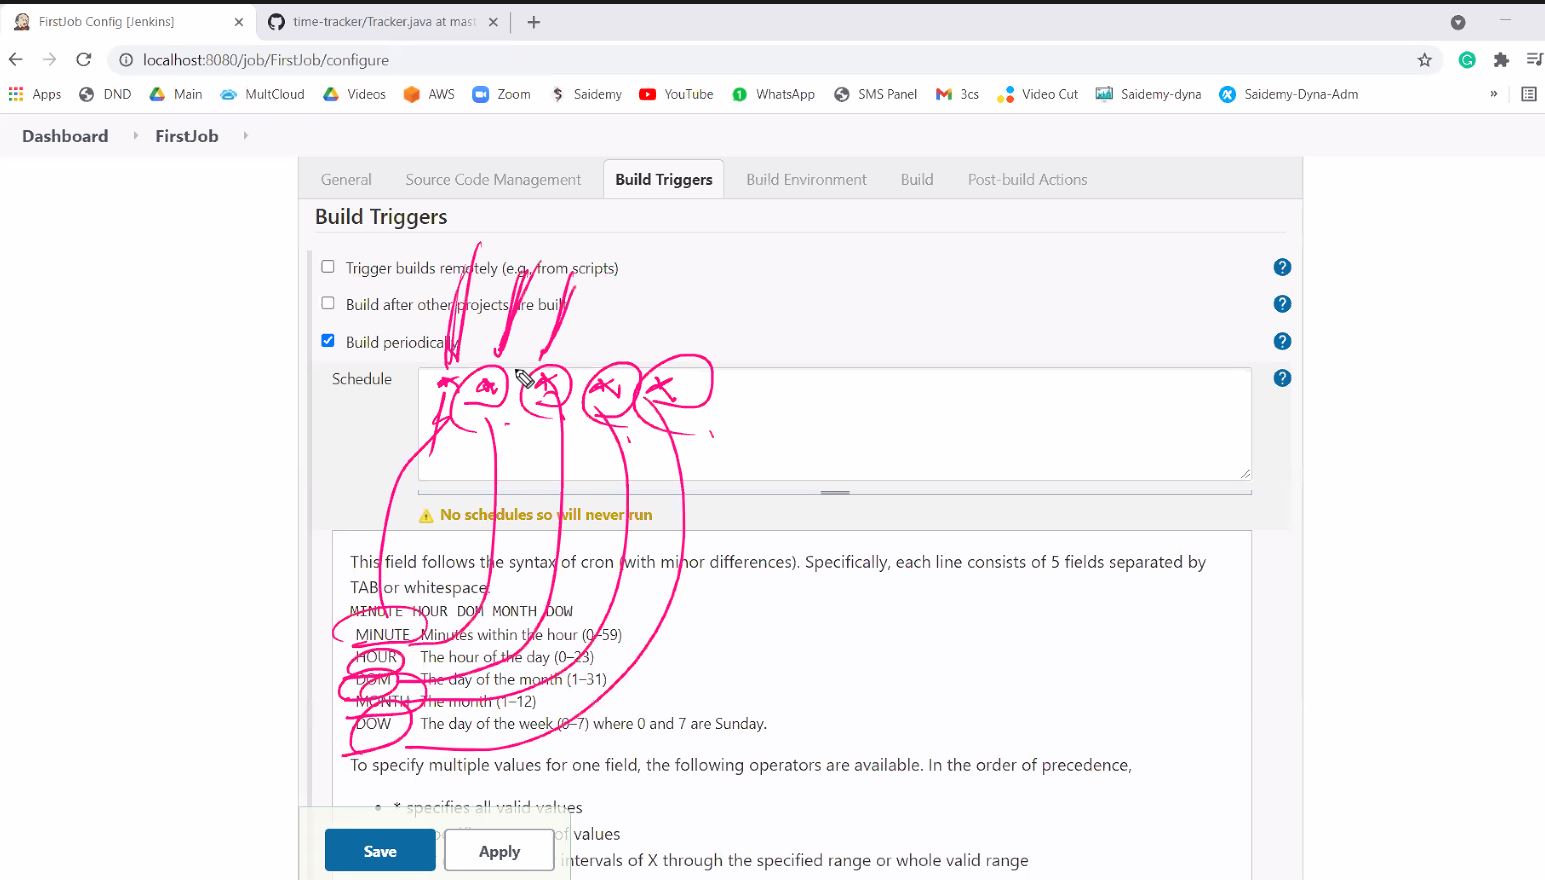 FirstJob Config [Jenkins]
time-tracker/Tracker.java at mast
localhost:8080/job/FirstJob/configure
Apps DND Main MultCloud Videos AWS Zoom Saidemy YouTube WhatsApp SMS Panel 3cs Video Cut Saidemy-dyna Saidemy-Dyna-Adm »
Dashboard FirstJob
General Source Code Management Build Triggers Build Environment Build Post-build Actions
Build Triggers
Trigger builds remotely (e.g., from scripts)
Build after other projects are built
Build periodically
Schedule
* * * * *
No schedules so will never run
This field follows the syntax of cron (with minor differences). Specifically, each line consists of 5 fields separated by
TAB or whitespace:
MINUTE HOUR DOM MONTH DOW
MINUTE Minutes within the hour (0–59)
HOUR The hour of the day (0–23)
DOM The day of the month (1–31)
MONTH The month (1–12)
DOW The day of the week (0–7) where 0 and 7 are Sunday.
To specify multiple values for one field, the following operators are available. In the order of precedence,
• * specifies all valid values
of values
intervals of X through the specified range or whole valid range
Save Apply